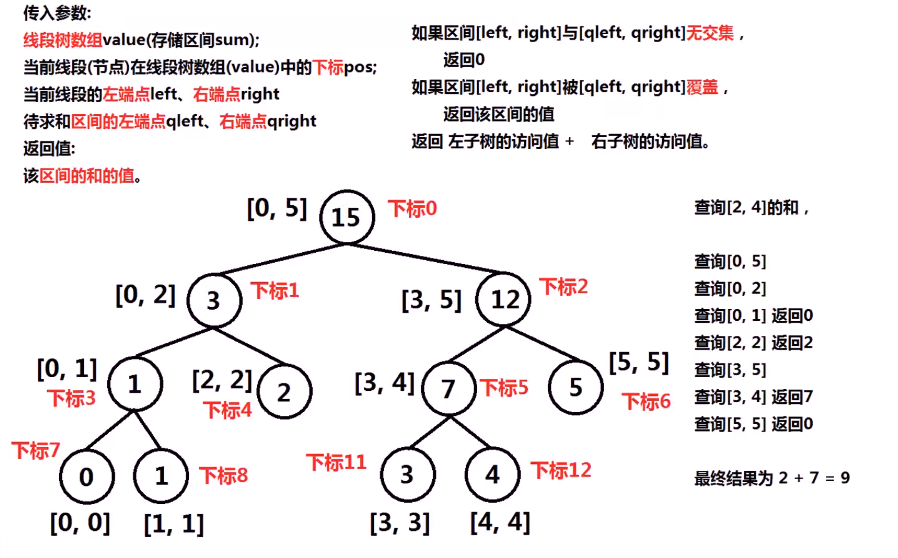 传入参数:
线段树数组value(存储区间sum);
当前线段(节点)在线段树数组(value)中的下标pos;
当前线段的左端点left、右端点right
待求和区间的左端点qleft、右端点qright
返回值:
该区间的和的值。
如果区间[left, right]与[qleft, qright]无交集，
返回0
如果区间[left, right]被[qleft, qright]覆盖，
返回该区间的值
返回 左子树的访问值 + 右子树的访问值。
[0, 5]
15
下标0
[0, 2]
3
下标1
[3, 5]
12
下标2
[0, 1]
下标3
1
[2, 2]
下标4
2
[3, 4]
7
下标5
5
[5, 5]
下标6
下标7
0
[0, 0]
1
下标8
[1, 1]
下标11
3
[3, 3]
4
下标12
[4, 4]
查询[2, 4]的和，
查询[0, 5]
查询[0, 2]
查询[0, 1] 返回0
查询[2, 2] 返回2
查询[3, 5]
查询[3, 4] 返回7
查询[5, 5] 返回0
最终结果为 2 + 7 = 9